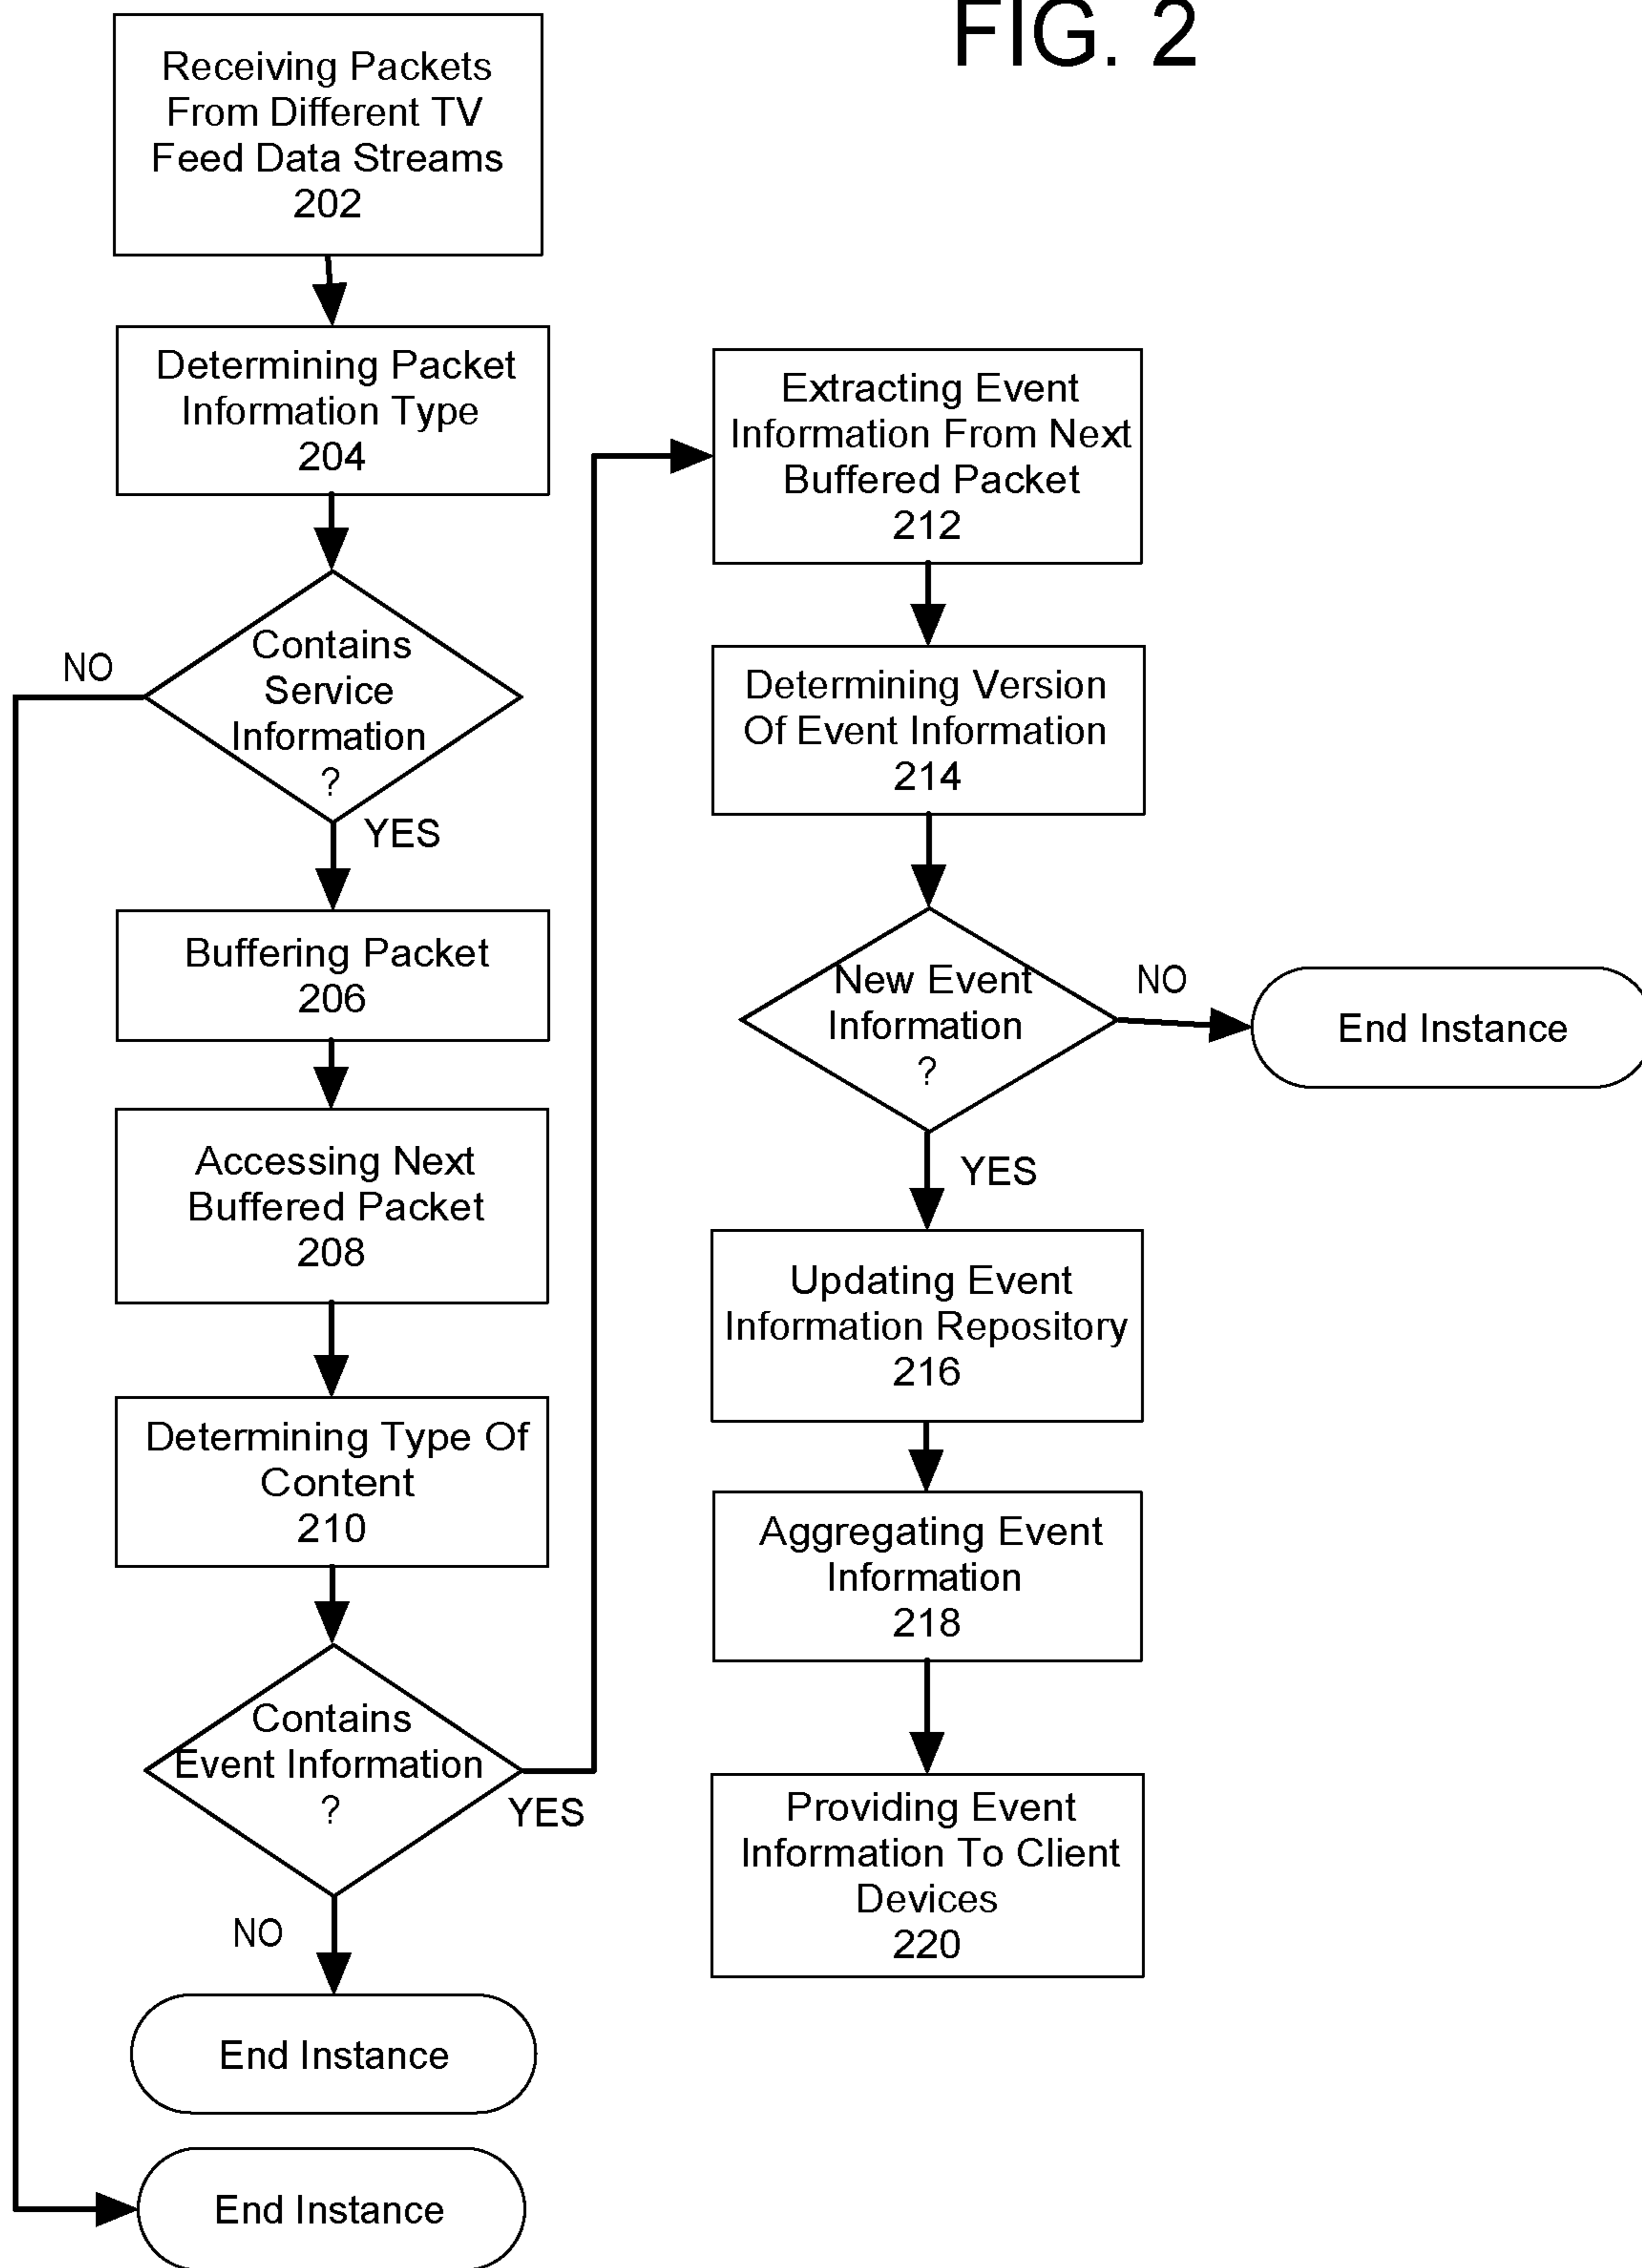 FIG. 2
Receiving Packets
From Different TV
Feed Data Streams
202
Determining Packet
Information Type
204
Contains
Service
Information
?
NO
YES
Buffering Packet
206
Accessing Next
Buffered Packet
208
Determining Type Of
Content
210
Contains
Event Information
?
YES
NO
End Instance
End Instance
Extracting Event
Information From Next
Buffered Packet
212
Determining Version
Of Event Information
214
New Event
Information
?
NO
End Instance
YES
Updating Event
Information Repository
216
Aggregating Event
Information
218
Providing Event
Information To Client
Devices
220